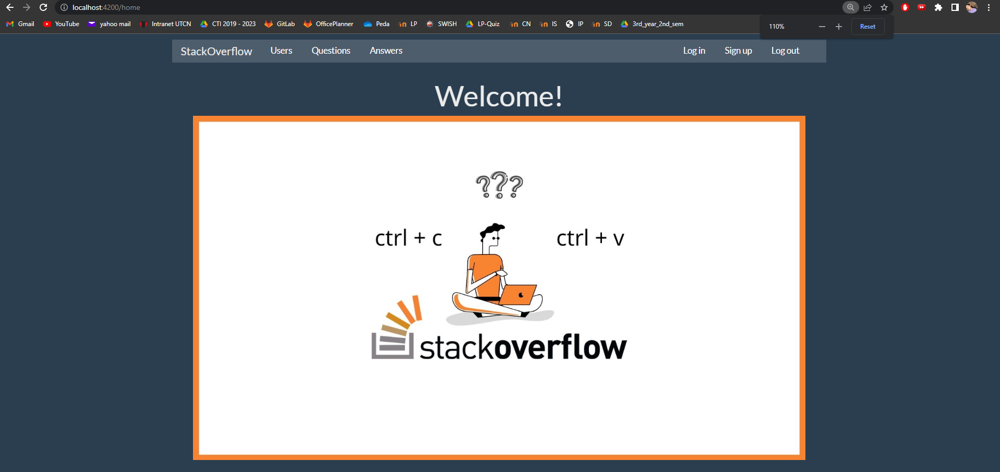 localhost:4200/home
Gmail YouTube yahoo mail Intranet UTCN CTI 2019 - 2023 GitLab OfficePlanner Peda LP SWISH LP-Quiz CN IS IP SD 3rd_year_2nd_sem
110% Reset
StackOverflow Users Questions Answers Log in Sign up Log out
Welcome!
???
ctrl + c ctrl + v
stackoverflow